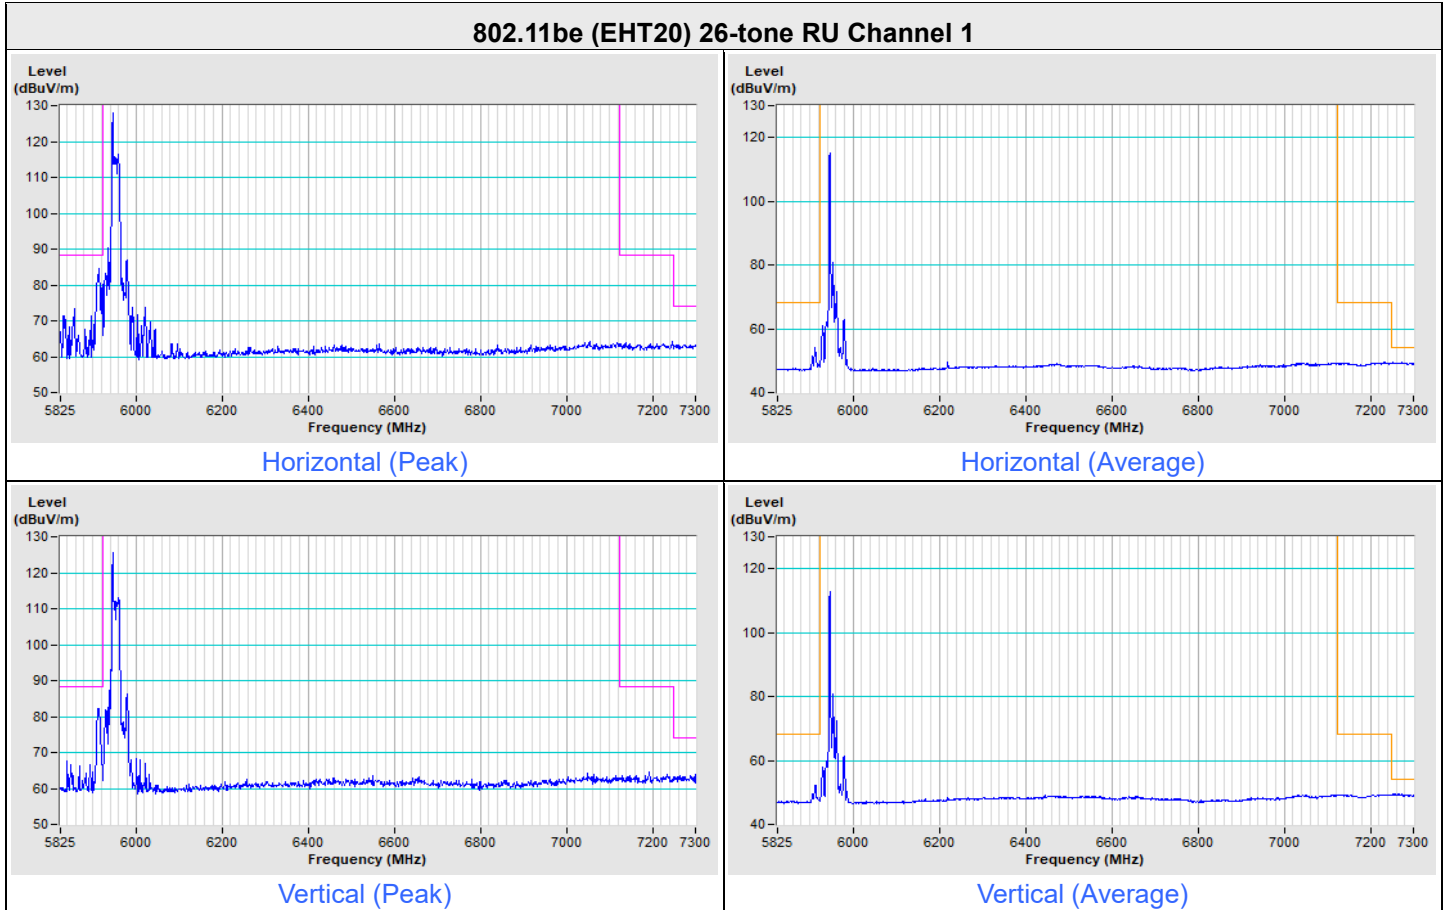 802.11be (EHT20) 26-tone RU Channel 1
Level
(dBuV/m)
130
120
110
100
90
80
70
60
50
5825 6000 6200 6400 6600 6800 7000 7200 7300
Frequency (MHz)
Horizontal (Peak)
Level
(dBuV/m)
130
120
100
80
60
40
5825 6000 6200 6400 6600 6800 7000 7200 7300
Frequency (MHz)
Horizontal (Average)
Level
(dBuV/m)
130
120
110
100
90
80
70
60
50
5825 6000 6200 6400 6600 6800 7000 7200 7300
Frequency (MHz)
Vertical (Peak)
Level
(dBuV/m)
130
120
100
80
60
40
5825 6000 6200 6400 6600 6800 7000 7200 7300
Frequency (MHz)
Vertical (Average)